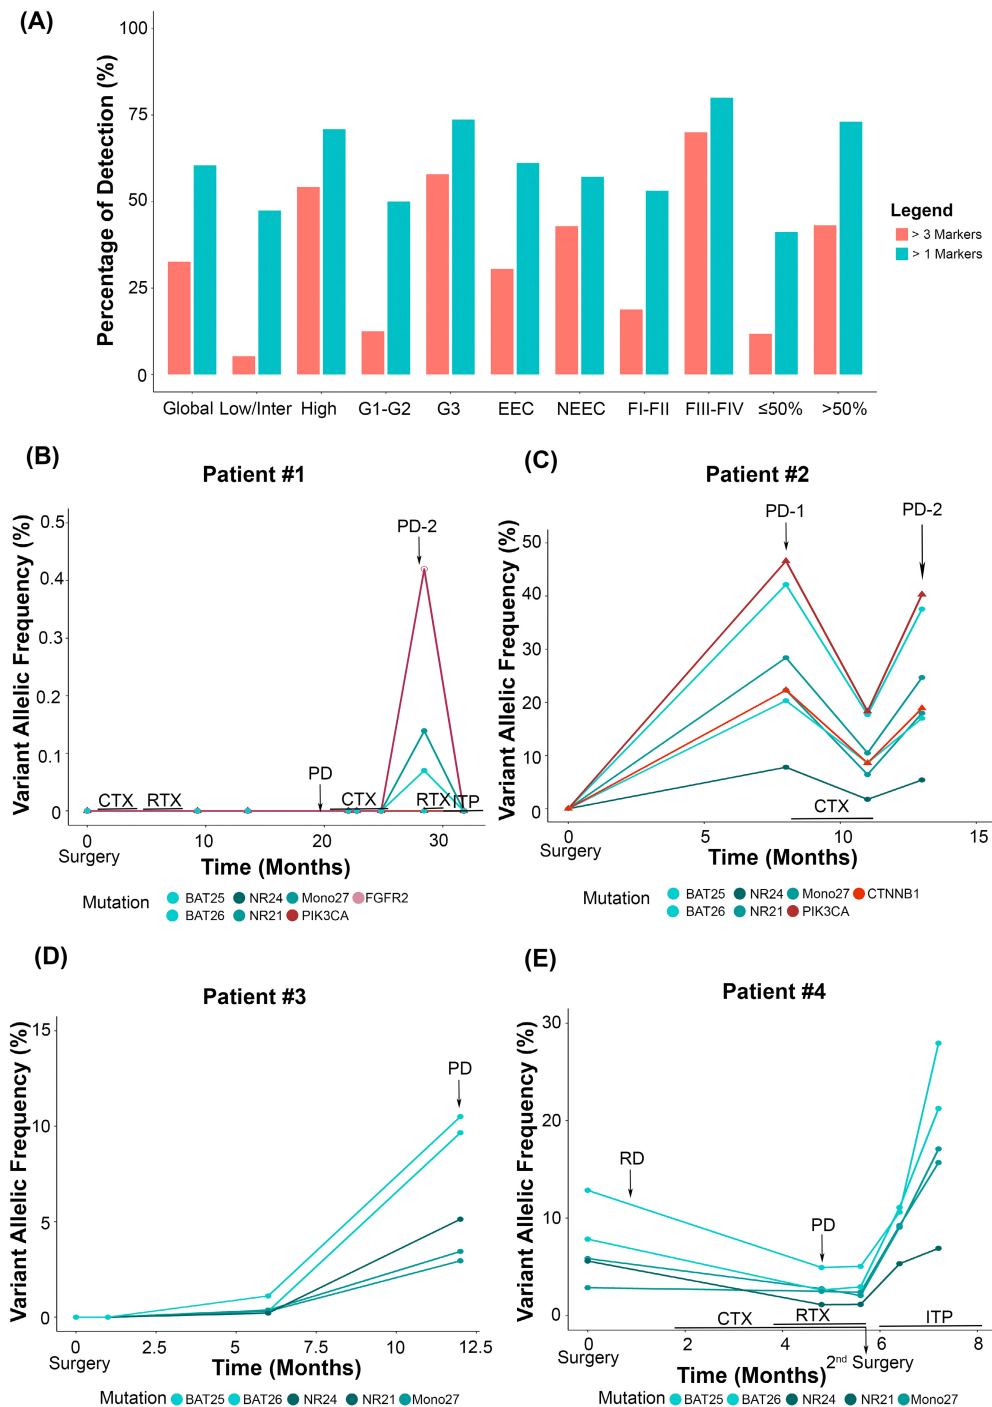 (A)
Percentage of Detection (%)
100
75
50
25
0
Global Low/Inter High G1-G2 G3 EEC NEEC FI-FII FIII-FIV ≤50% >50%
Legend
> 3 Markers
> 1 Markers
(B)
Patient #1
Variant Allelic Frequency (%)
0.5
0.4
0.3
0.2
0.1
0
PD-2
PD
CTX RTX CTX RTX ITP
0 10 20 30
Surgery
Time (Months)
Mutation
BAT25 NR24 Mono27 FGFR2
BAT26 NR21 PIK3CA
(C)
Patient #2
Variant Allelic Frequency (%)
50
40
30
20
10
0
PD-1
PD-2
CTX
0 5 10 15
Surgery
Time (Months)
Mutation
BAT25 NR24 Mono27 CTNNB1
BAT26 NR21 PIK3CA
(D)
Patient #3
Variant Allelic Frequency (%)
15
10
5
0
PD
0 2.5 5 7.5 10 12.5
Surgery
Time (Months)
Mutation BAT25 BAT26 NR24 NR21 Mono27
(E)
Patient #4
Variant Allelic Frequency (%)
30
20
10
0
RD
PD
CTX RTX ITP
0 2 4 6 8
Surgery
2nd Surgery
Time (Months)
Mutation BAT25 BAT26 NR24 NR21 Mono27